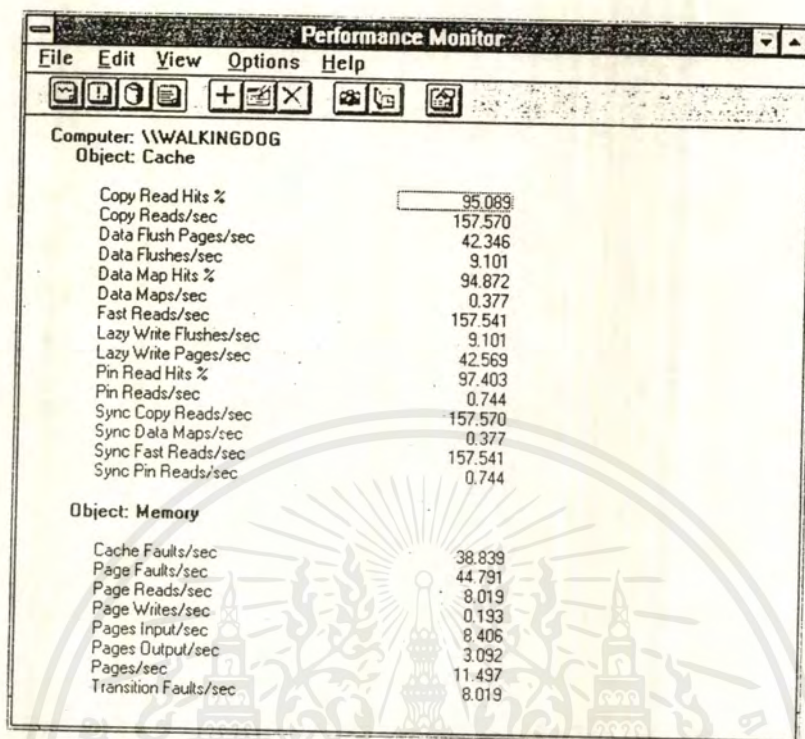 Performance Monitor
File Edit View Options Help
Computer: \\WALKINGDOG
Object: Cache
Copy Read Hits % 95.089
Copy Reads/sec 157.570
Data Flush Pages/sec 42.346
Data Flushes/sec 9.101
Data Map Hits % 94.872
Data Maps/sec 0.377
Fast Reads/sec 157.541
Lazy Write Flushes/sec 9.101
Lazy Write Pages/sec 42.569
Pin Read Hits % 97.403
Pin Reads/sec 0.744
Sync Copy Reads/sec 157.570
Sync Data Maps/sec 0.377
Sync Fast Reads/sec 157.541
Sync Pin Reads/sec 0.744
Object: Memory
Cache Faults/sec 38.839
Page Faults/sec 44.791
Page Reads/sec 8.019
Page Writes/sec 0.193
Pages Input/sec 8.406
Pages Output/sec 3.092
Pages/sec 11.497
Transition Faults/sec 8.019